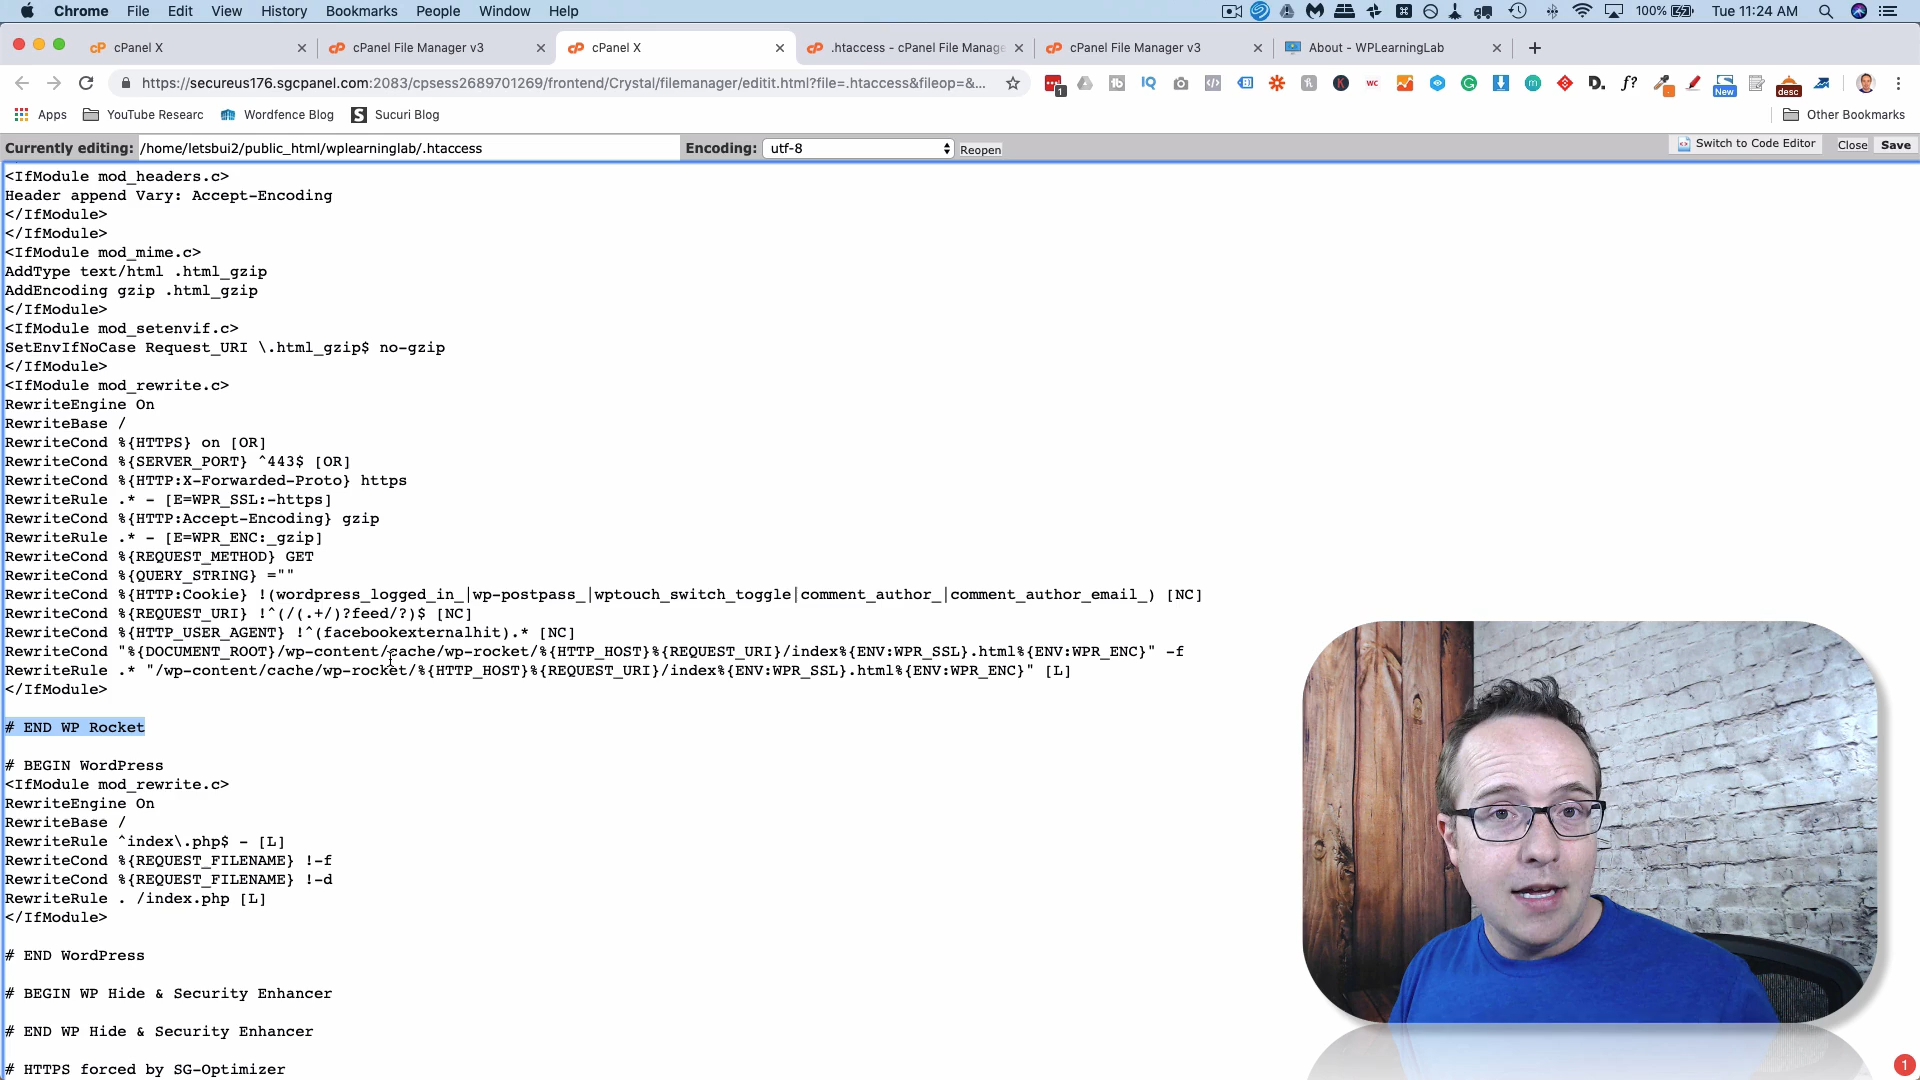 Chrome File Edit View History Bookmarks People Window Help 100% Tue 11:24 AM
cPanel X cPanel File Manager v3 cPanel X .htaccess - cPanel File Manage cPanel File Manager v3 About - WPLearningLab
https://secureus176.sgcpanel.com:2083/cpsess2689701269/frontend/Crystal/filemanager/editit.html?file=.htaccess&fileop=&...
Apps YouTube Researc Wordfence Blog Sucuri Blog Other Bookmarks
Currently editing: /home/letsbui2/public_html/wplearninglab/.htaccess Encoding: utf-8 Reopen Switch to Code Editor Close Save
<IfModule mod_headers.c>
Header append Vary: Accept-Encoding
</IfModule>
</IfModule>
<IfModule mod_mime.c>
AddType text/html .html_gzip
AddEncoding gzip .html_gzip
</IfModule>
<IfModule mod_setenvif.c>
SetEnvIfNoCase Request_URI \.html_gzip$ no-gzip
</IfModule>
<IfModule mod_rewrite.c>
RewriteEngine On
RewriteBase /
RewriteCond %{HTTPS} on [OR]
RewriteCond %{SERVER_PORT} ^443$ [OR]
RewriteCond %{HTTP:X-Forwarded-Proto} https
RewriteRule .* - [E=WPR_SSL:-https]
RewriteCond %{HTTP:Accept-Encoding} gzip
RewriteRule .* - [E=WPR_ENC:_gzip]
RewriteCond %{REQUEST_METHOD} GET
RewriteCond %{QUERY_STRING} =""
RewriteCond %{HTTP:Cookie} !(wordpress_logged_in_|wp-postpass_|wptouch_switch_toggle|comment_author_|comment_author_email_) [NC]
RewriteCond %{REQUEST_URI} !^(/(.+/)?feed/?)$ [NC]
RewriteCond %{HTTP_USER_AGENT} !^(facebookexternalhit).* [NC]
RewriteCond "%{DOCUMENT_ROOT}/wp-content/cache/wp-rocket/%{HTTP_HOST}%{REQUEST_URI}/index%{ENV:WPR_SSL}.html%{ENV:WPR_ENC}" -f
RewriteRule .* "/wp-content/cache/wp-rocket/%{HTTP_HOST}%{REQUEST_URI}/index%{ENV:WPR_SSL}.html%{ENV:WPR_ENC}" [L]
</IfModule>
# END WP Rocket
# BEGIN WordPress
<IfModule mod_rewrite.c>
RewriteEngine On
RewriteBase /
RewriteRule ^index\.php$ - [L]
RewriteCond %{REQUEST_FILENAME} !-f
RewriteCond %{REQUEST_FILENAME} !-d
RewriteRule . /index.php [L]
</IfModule>
# END WordPress
# BEGIN WP Hide & Security Enhancer
# END WP Hide & Security Enhancer
# HTTPS forced by SG-Optimizer
1